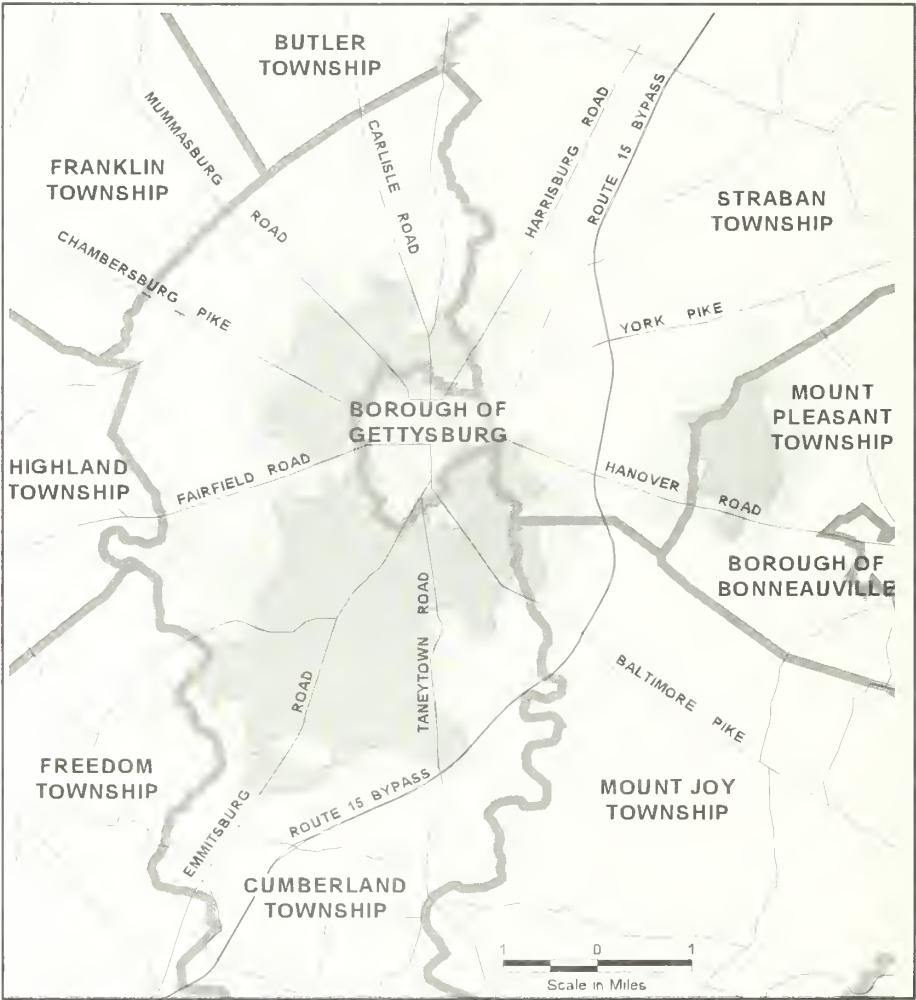 BUTLER
TOWNSHIP
MUMMASBURG
ROAD
CARLISLE ROAD
HARRISBURG ROAD
ROUTE 15 BYPASS
FRANKLIN
TOWNSHIP
STRABAN
TOWNSHIP
CHAMBERSBURG PIKE
YORK PIKE
BOROUGH OF
GETTYSBURG
MOUNT
PLEASANT
TOWNSHIP
HIGHLAND
TOWNSHIP
FAIRFIELD ROAD
HANOVER ROAD
BOROUGH OF
BONNEAUVILLE
TANEYTOWN ROAD
BALTIMORE PIKE
EMMITSBURG ROAD
ROUTE 15 BYPASS
FREEDOM
TOWNSHIP
MOUNT JOY
TOWNSHIP
CUMBERLAND
TOWNSHIP
1 0 1
Scale in Miles